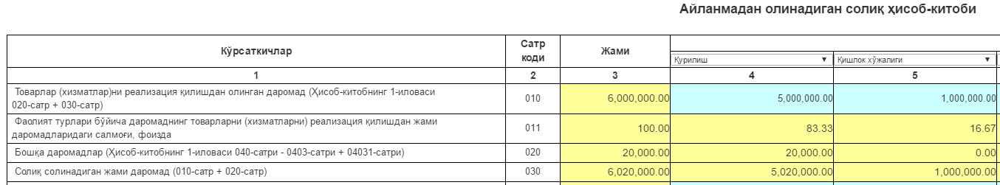 Айланмадан олинадиган солиқ ҳисоб-китоби
Кўрсаткичлар
Сатр
коди
Жами
Қурилиш
Қишлок хўжалиги
1 2 3 4 5
Товарлар (хизматлар)ни реализация қилишдан олинган даромад (Ҳисоб-китобнинг 1-иловаси
020-сатр + 030-сатр)
010 6,000,000.00 5,000,000.00 1,000,000.00
Фаолият турлари бўйича даромаднинг товарларни (хизматларни) реализация қилишдан жами
даромадларидаги салмоғи, фоизда
011 100.00 83.33 16.67
Бошқа даромадлар (Ҳисоб-китобнинг 1-иловаси 040-сатри - 0403-сатри + 04031-сатри) 020 20,000.00 20,000.00 0.00
Солиқ солинадиган жами даромад (010-сатр + 020-сатр) 030 6,020,000.00 5,020,000.00 1,000,000.00